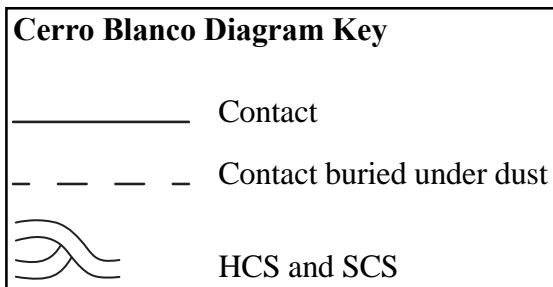 Cerro Blanco Diagram Key
Contact
Contact buried under dust
HCS and SCS